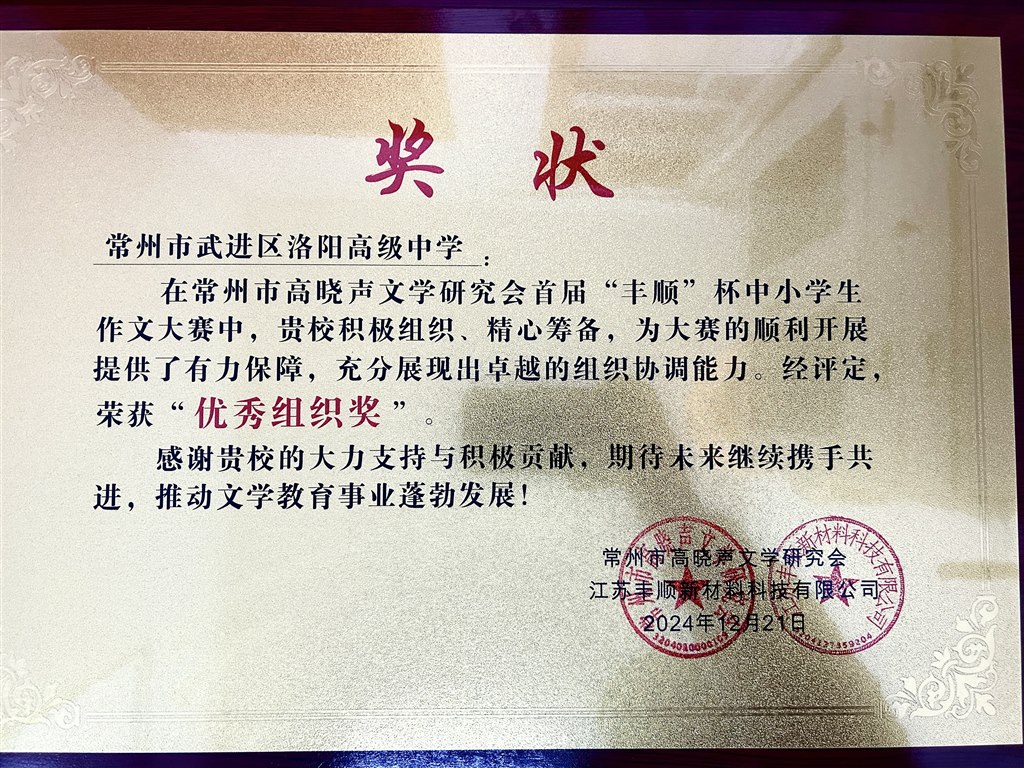 奖 状
常州市武进区洛阳高级中学：
在常州市高晓声文学研究会首届“丰顺”杯中小学生
作文大赛中，贵校积极组织、精心筹备，为大赛的顺利开展
提供了有力保障，充分展现出卓越的组织协调能力。经评定，
荣获“优秀组织奖”。
感谢贵校的大力支持与积极贡献，期待未来继续携手共
进，推动文学教育事业蓬勃发展！
常州市高晓声文学研究会
江苏丰顺新材料科技有限公司
2024年12月21日